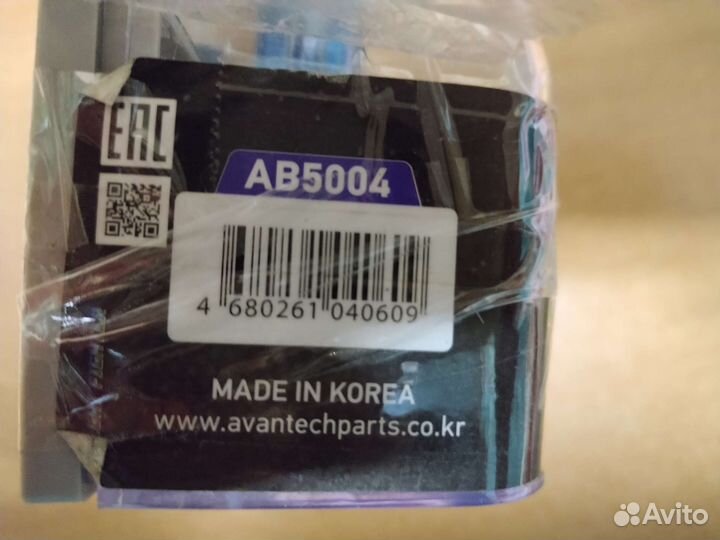 EAC
AB5004
4 680261 040609
MADE IN KOREA
www.avantechparts.co.kr
Avito